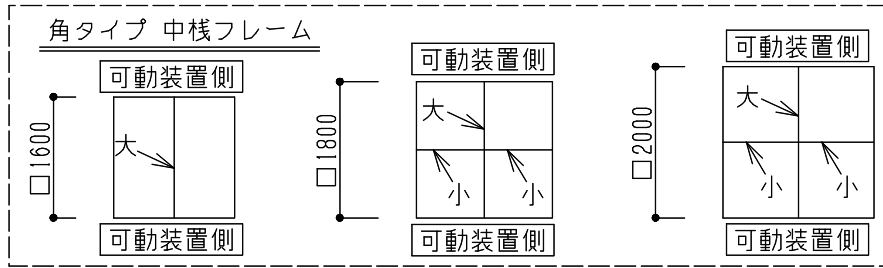 角タイプ 中桟フレーム
可動装置側
□1600
大
可動装置側
可動装置側
□1800
大
小
小
可動装置側
可動装置側
□2000
大
小
小
可動装置側